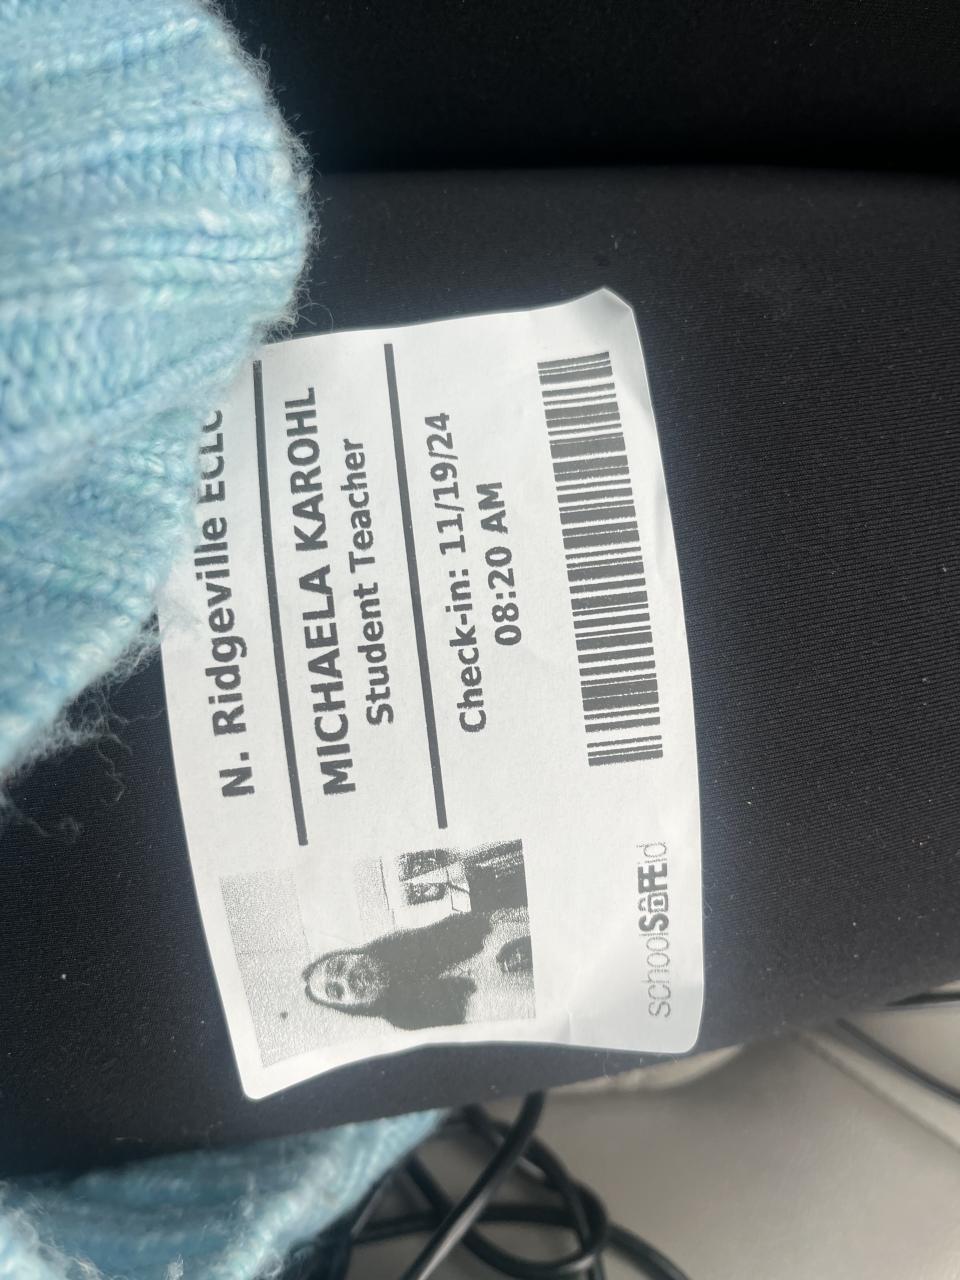 N. Ridgeville ECLC
MICHAELA KAROHL
Student Teacher
Check-in: 11/19/24
08:20 AM
schoolSAFEid